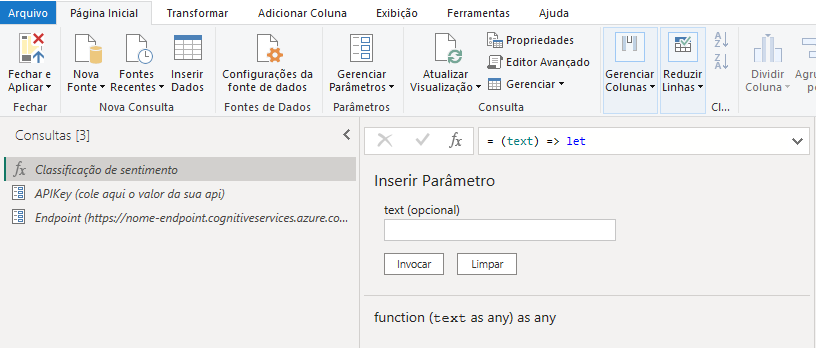 Arquivo Página Inicial Transformar Adicionar Coluna Exibição Ferramentas Ajuda
Fechar e Aplicar
Nova Fonte
Fontes Recentes
Inserir Dados
Configurações da fonte de dados
Gerenciar Parâmetros
Atualizar Visualização
Propriedades
Editor Avançado
Gerenciar
Gerenciar Colunas
Reduzir Linhas
A Z
Z A
Dividir Coluna
Agru
po
Fechar Nova Consulta Fontes de Dados Parâmetros Consulta Cl...
Consultas [3]
fx = (text) => let
fx Classificação de sentimento
APIKey (cole aqui o valor da sua api)
Endpoint (https://nome-endpoint.cognitiveservices.azure.co...
Inserir Parâmetro
text (opcional)
Invocar Limpar
function (text as any) as any